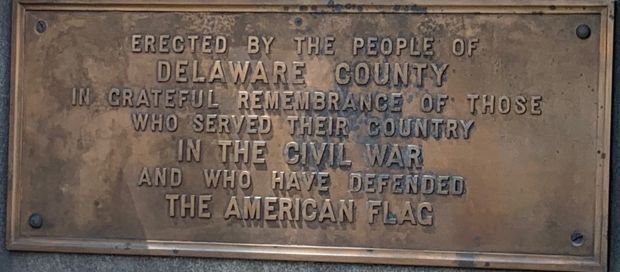 ERECTED BY THE PEOPLE OF
DELAWARE COUNTY
IN GRATEFUL REMEMBRANCE OF THOSE
WHO SERVED THEIR COUNTRY
IN THE CIVIL WAR
AND WHO HAVE DEFENDED
THE AMERICAN FLAG